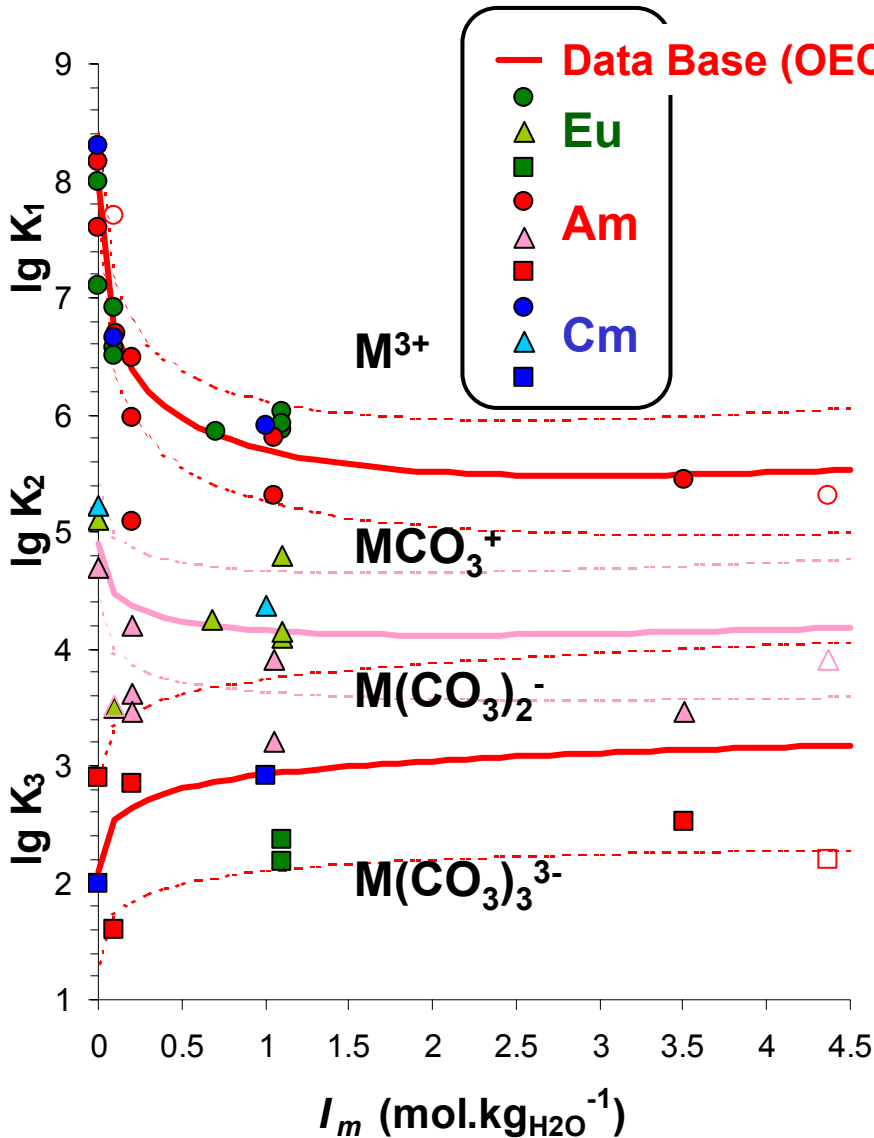 Data Base (OEC
Eu
Am
Cm
9
8
7
6
5
4
3
2
1
lg K1
lg K2
lg K3
M3+
MCO3+
M(CO3)2-
M(CO3)33-
0 0.5 1 1.5 2 2.5 3 3.5 4 4.5
Im (mol.kgH2O-1)